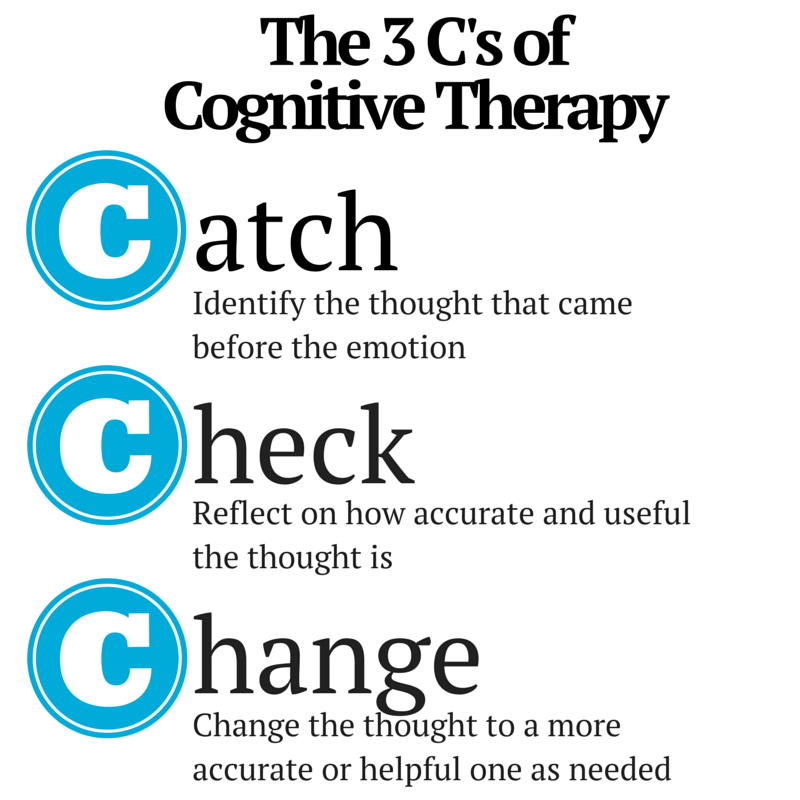 The 3 C's of
Cognitive Therapy
Catch
Identify the thought that came
before the emotion
Check
Reflect on how accurate and useful
the thought is
Change
Change the thought to a more
accurate or helpful one as needed